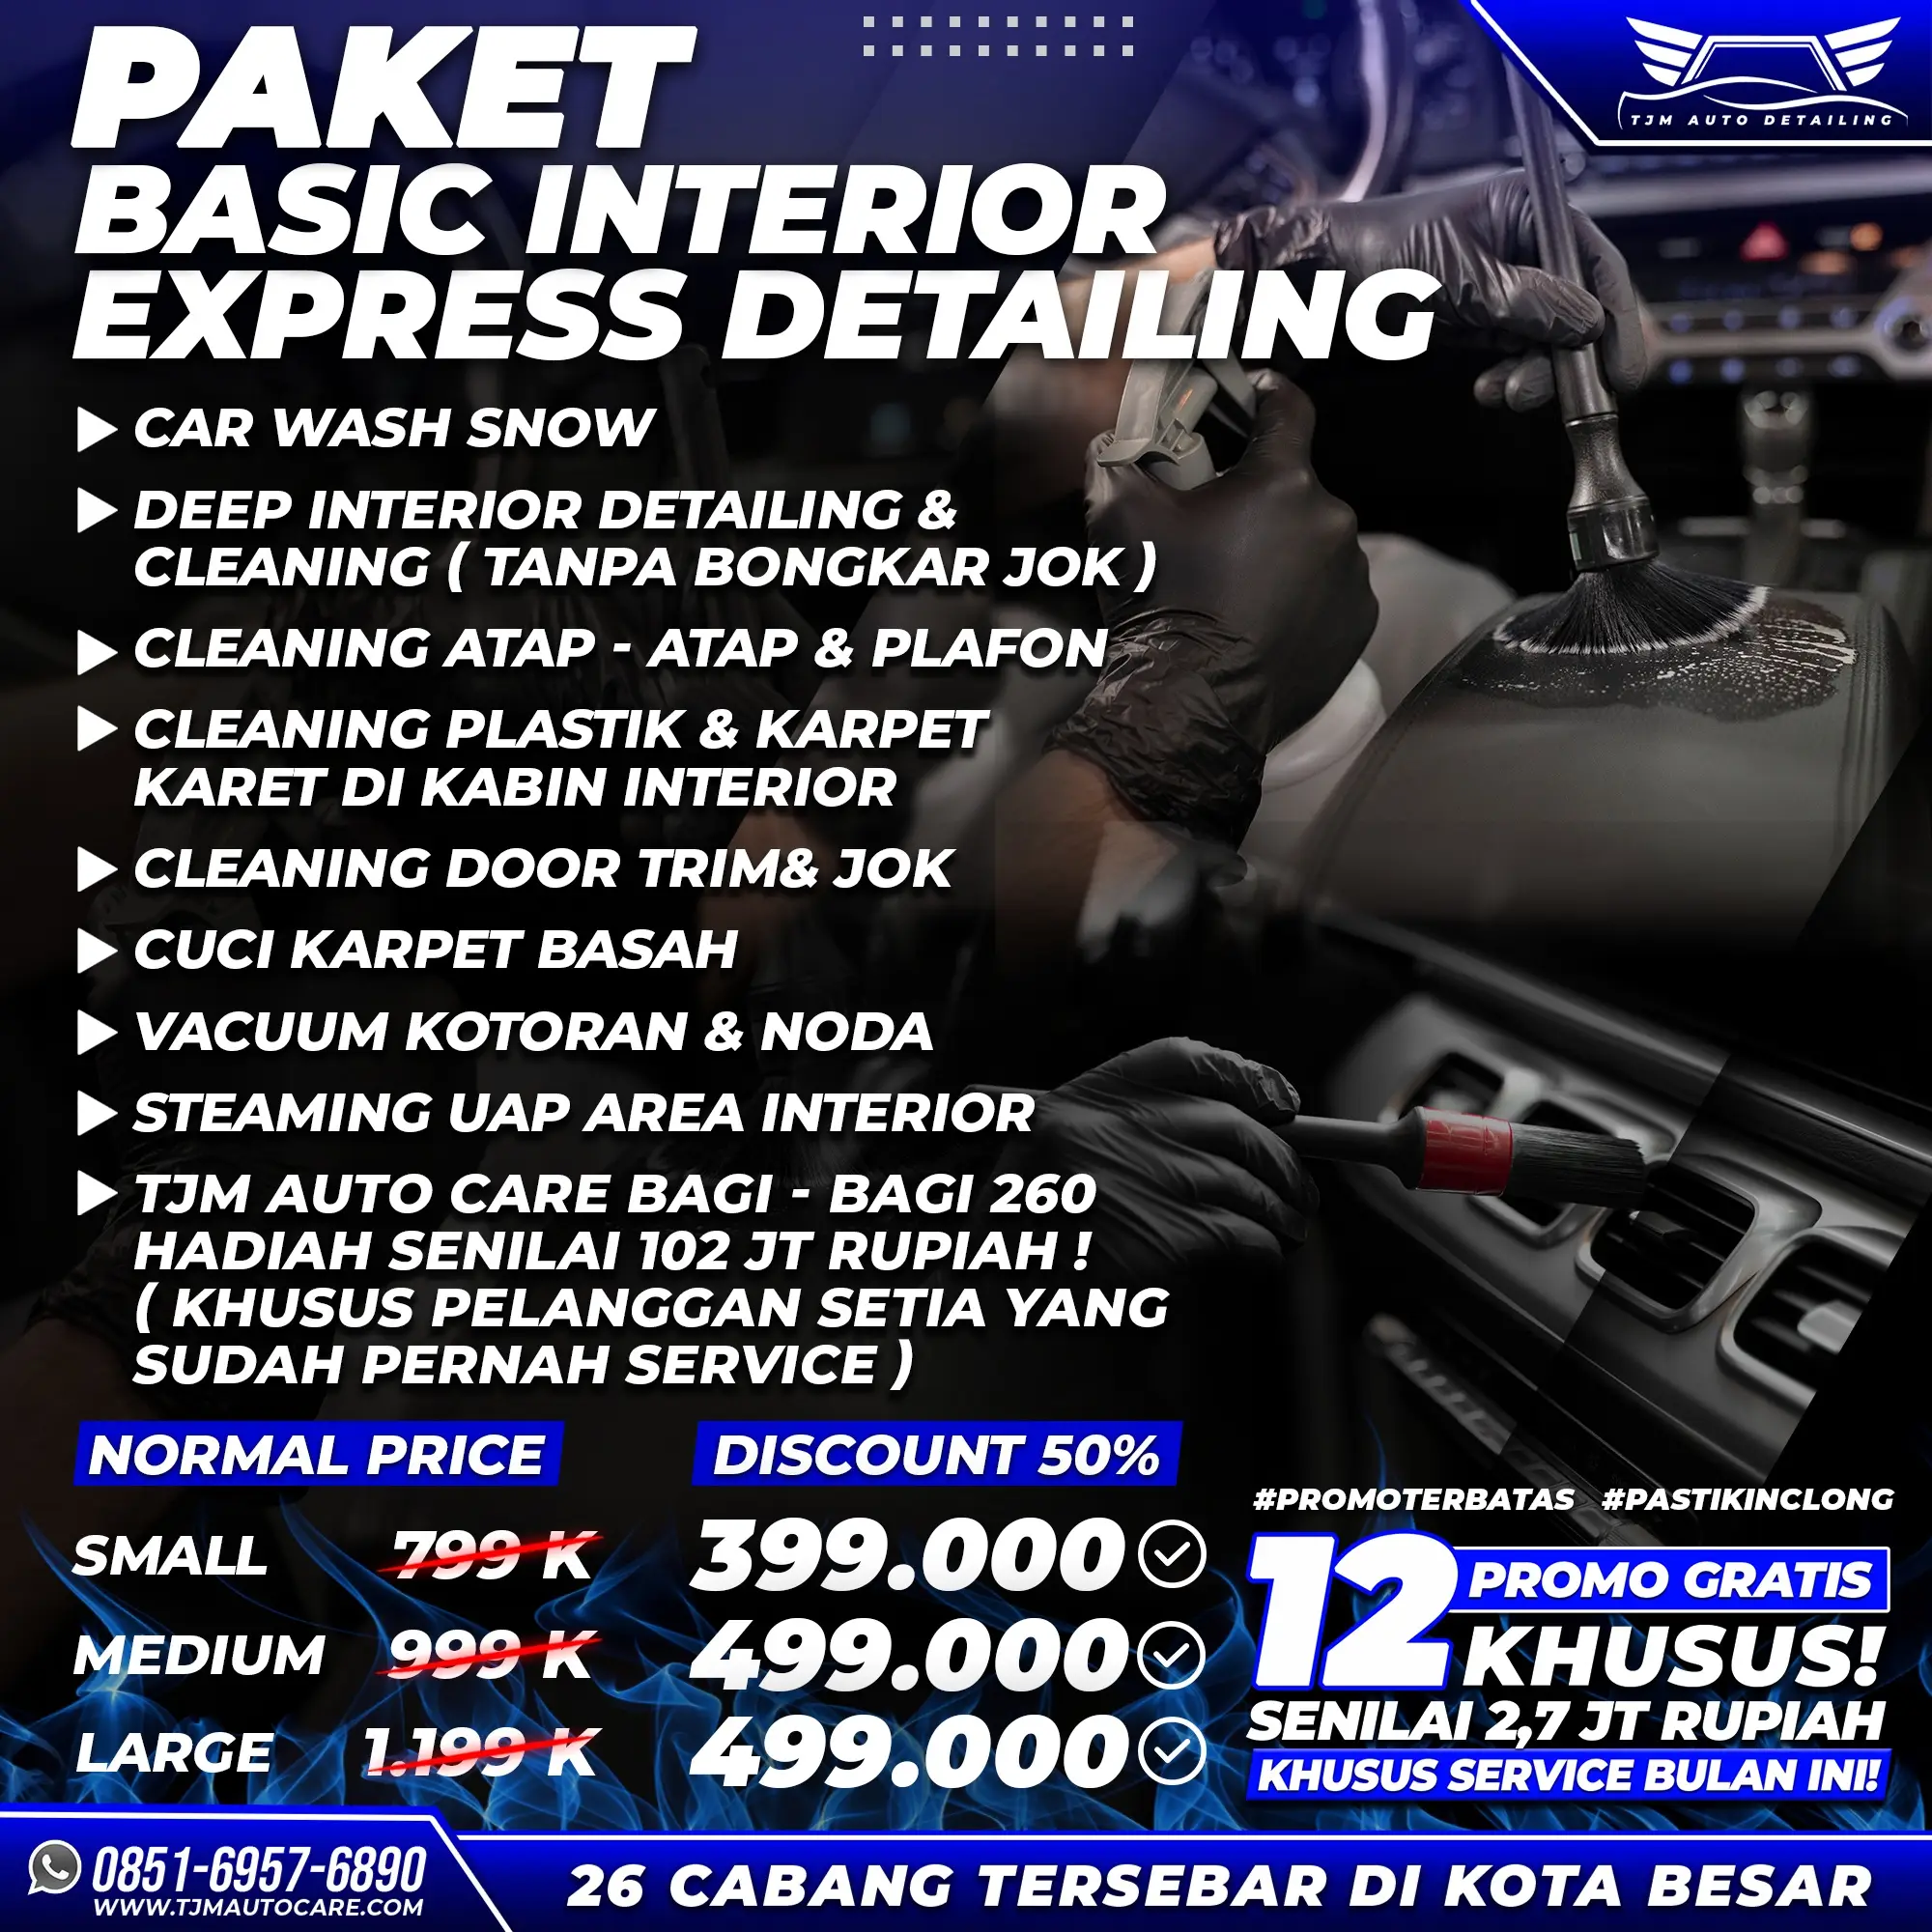 PAKET
BASIC INTERIOR
EXPRESS DETAILING
TJM AUTO DETAILING
CAR WASH SNOW
DEEP INTERIOR DETAILING &
CLEANING ( TANPA BONGKAR JOK )
CLEANING ATAP - ATAP & PLAFON
CLEANING PLASTIK & KARPET
KARET DI KABIN INTERIOR
CLEANING DOOR TRIM& JOK
CUCI KARPET BASAH
VACUUM KOTORAN & NODA
STEAMING UAP AREA INTERIOR
TJM AUTO CARE BAGI - BAGI 260
HADIAH SENILAI 102 JT RUPIAH !
( KHUSUS PELANGGAN SETIA YANG
SUDAH PERNAH SERVICE )
NORMAL PRICE DISCOUNT 50%
SMALL 799 K 399.000
MEDIUM 999 K 499.000
LARGE 1.199 K 499.000
#PROMOTERBATAS #PASTIKINCLONG
12 PROMO GRATIS
KHUSUS!
SENILAI 2,7 JT RUPIAH
KHUSUS SERVICE BULAN INI!
0851-6957-6890
WWW.TJMAUTOCARE.COM
26 CABANG TERSEBAR DI KOTA BESAR